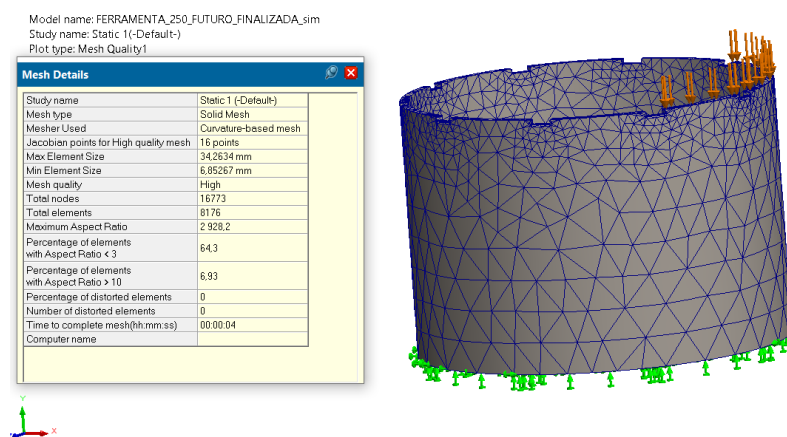 Model name: FERRAMENTA_250_FUTURO_FINALIZADA_sim
Study name: Static 1(-Default-)
Plot type: Mesh Quality1
Mesh Details
Study name Static 1 (-Default-)
Mesh type Solid Mesh
Mesher Used Curvature-based mesh
Jacobian points for High quality mesh 16 points
Max Element Size 34,2634 mm
Min Element Size 6,85267 mm
Mesh quality High
Total nodes 16773
Total elements 8176
Maximum Aspect Ratio 2 928,2
Percentage of elements
with Aspect Ratio < 3 64,3
Percentage of elements
with Aspect Ratio > 10 6,93
Percentage of distorted elements 0
Number of distorted elements 0
Time to complete mesh(hh:mm:ss) 00:00:04
Computer name
Y
X